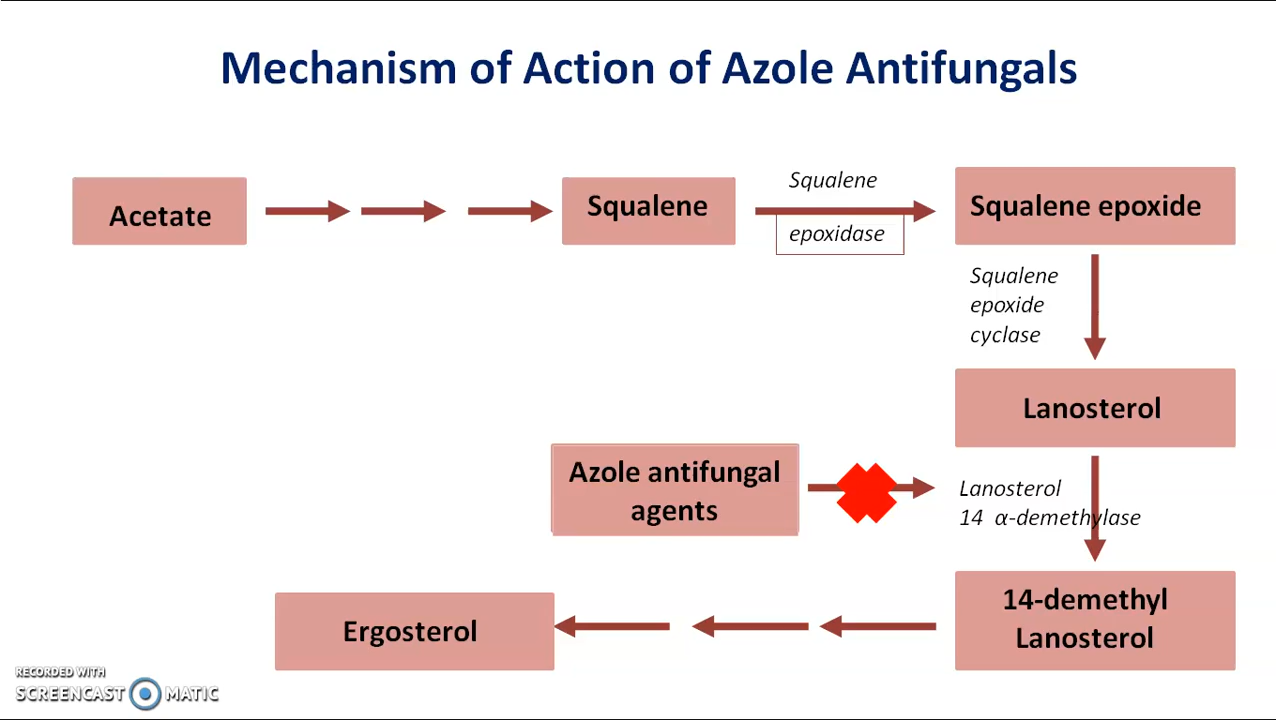 Mechanism of Action of Azole Antifungals
Acetate
Squalene
Squalene
epoxidase
Squalene epoxide
Squalene
epoxide
cyclase
Lanosterol
Azole antifungal
agents
Lanosterol
14 α-demethylase
14-demethyl
Lanosterol
Ergosterol
RECORDED WITH
SCREENCAST MATIC